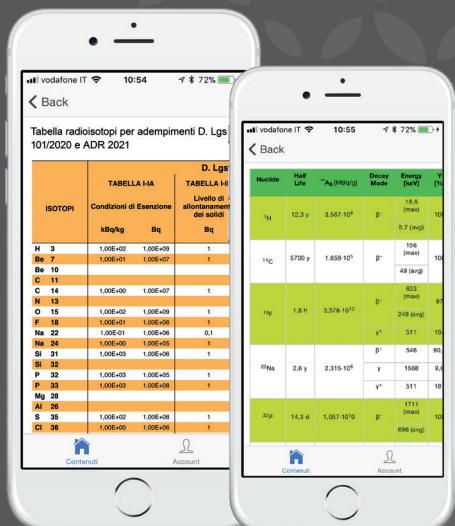 vodafone IT 10:54 72%
Back
Tabella radioisotopi per adempimenti D. Lgs
101/2020 e ADR 2021
D. Lgs
TABELLA I-IA TABELLA I-II
ISOTOPI Condizioni di Esenzione Livello di allontanamento dei solidi
kBq/kg Bq Bq
H 3 1,00E+02 1,00E+09 1
Be 7 1,00E+01 1,00E+07 1
Be 10
C 11
C 14 1,00E+00 1,00E+07 1
N 13
O 15 1,00E+02 1,00E+09 1
F 18 1,00E+01 1,00E+06 1
Na 22 1,00E-01 1,00E+06 0,1
Na 24 1,00E+00 1,00E+05 1
Si 31 1,00E+03 1,00E+06 1
Si 32
P 32 1,00E+03 1,00E+05 1
P 33 1,00E+03 1,00E+08 1
Mg 28
Al 26
S 35 1,00E+02 1,00E+08 1
Cl 36 1,00E+00 1,00E+06 1
Contenuti Account
vodafone IT 10:55 72%
Back
Nuclide Half Life **As [MBq/g] Decay Mode Energy [keV]
³H 12,3 y 3,567·10⁸ β⁻ 18,6 (max)
5,7 (avg)
¹⁴C 5700 y 1,658·10⁵ β⁻ 156 (max)
49 (avg)
¹⁸F 1,8 h 3,578·10¹² β⁺ 633 (max)
249 (avg)
γ± 511
²²Na 2,6 y 2,315·10⁸ β⁺ 546
γ 1568
γ± 511
³²P 14,3 d 1,057·10¹⁰ β⁻ 1711 (max)
696 (avg)
Contenuti Account